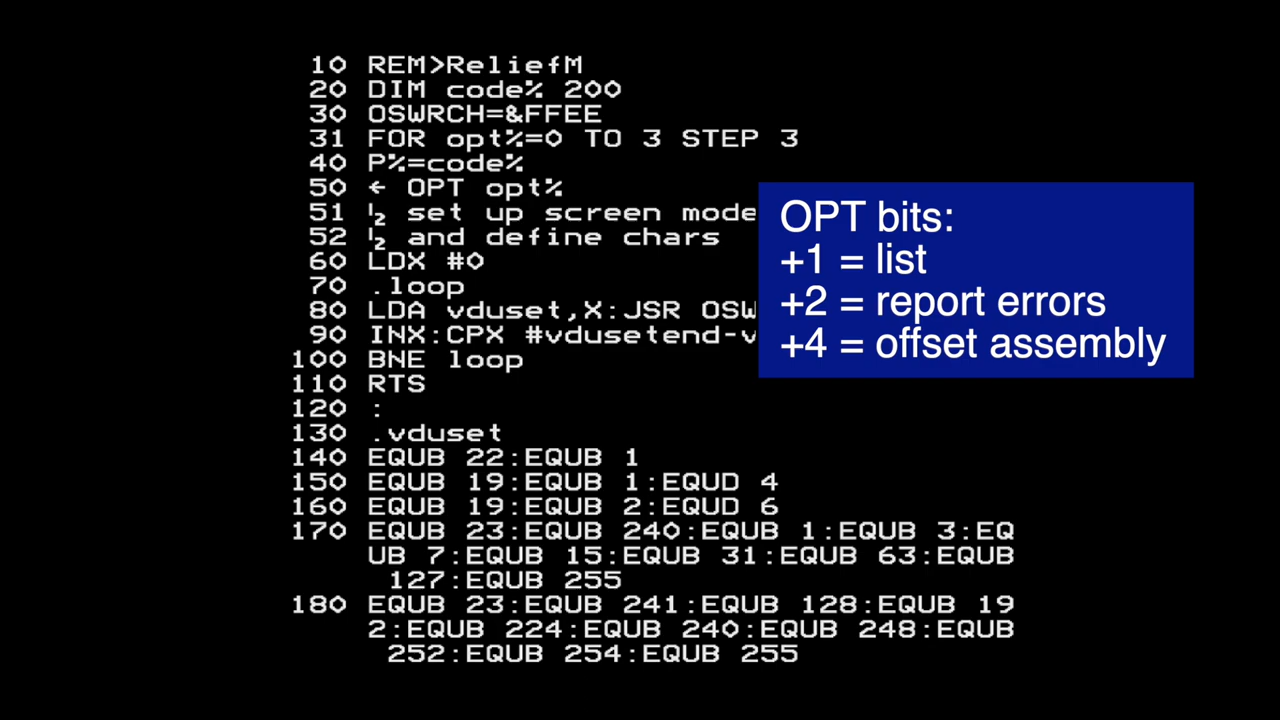 10 REM>ReliefM
20 DIM code% 200
30 OSWRCH=&FFEE
31 FOR opt%=0 TO 3 STEP 3
40 P%=code%
50 ← OPT opt%
51 ½ set up screen mode
52 ½ and define chars
60 LDX #0
70 .loop
80 LDA vduset,X:JSR OSW
90 INX:CPX #vdusetend-v
100 BNE loop
110 RTS
120 :
130 .vduset
140 EQUB 22:EQUB 1
150 EQUB 19:EQUB 1:EQUD 4
160 EQUB 19:EQUB 2:EQUD 6
170 EQUB 23:EQUB 240:EQUB 1:EQUB 3:EQ
UB 7:EQUB 15:EQUB 31:EQUB 63:EQUB
127:EQUB 255
180 EQUB 23:EQUB 241:EQUB 128:EQUB 19
2:EQUB 224:EQUB 240:EQUB 248:EQUB
252:EQUB 254:EQUB 255
OPT bits:
+1 = list
+2 = report errors
+4 = offset assembly